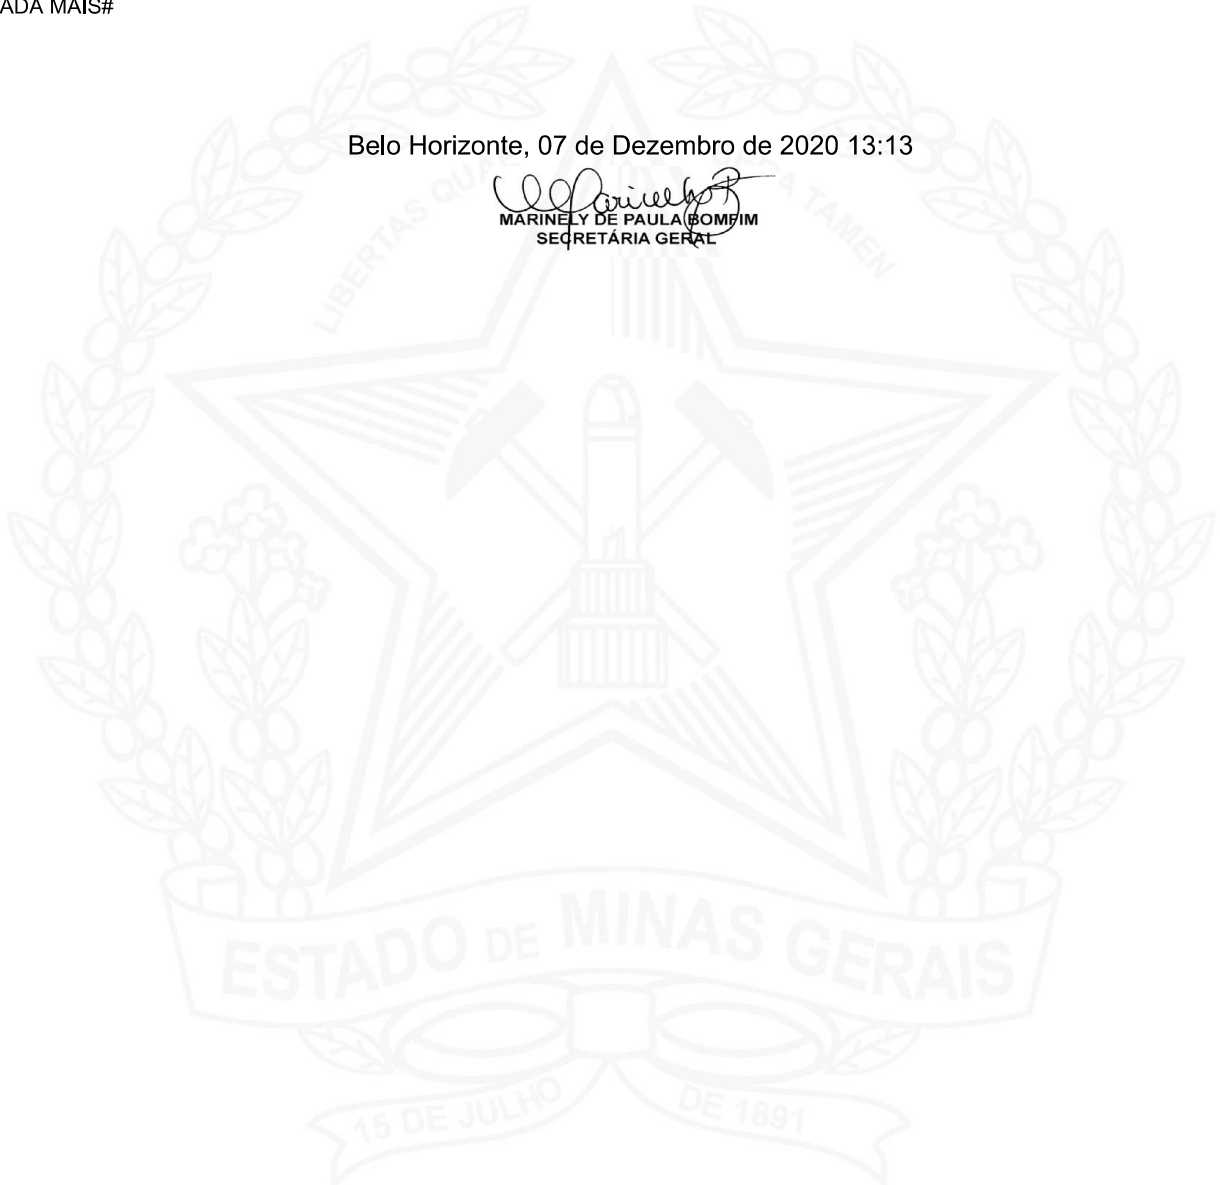 ADA MAIS#
Belo Horizonte, 07 de Dezembro de 2020 13:13
MARINELY DE PAULA BOMFIM
SECRETÁRIA GERAL
LIBERTAS QUAE SERA TAMEN
ESTADO DE MINAS GERAIS
15 DE JULHO DE 1891